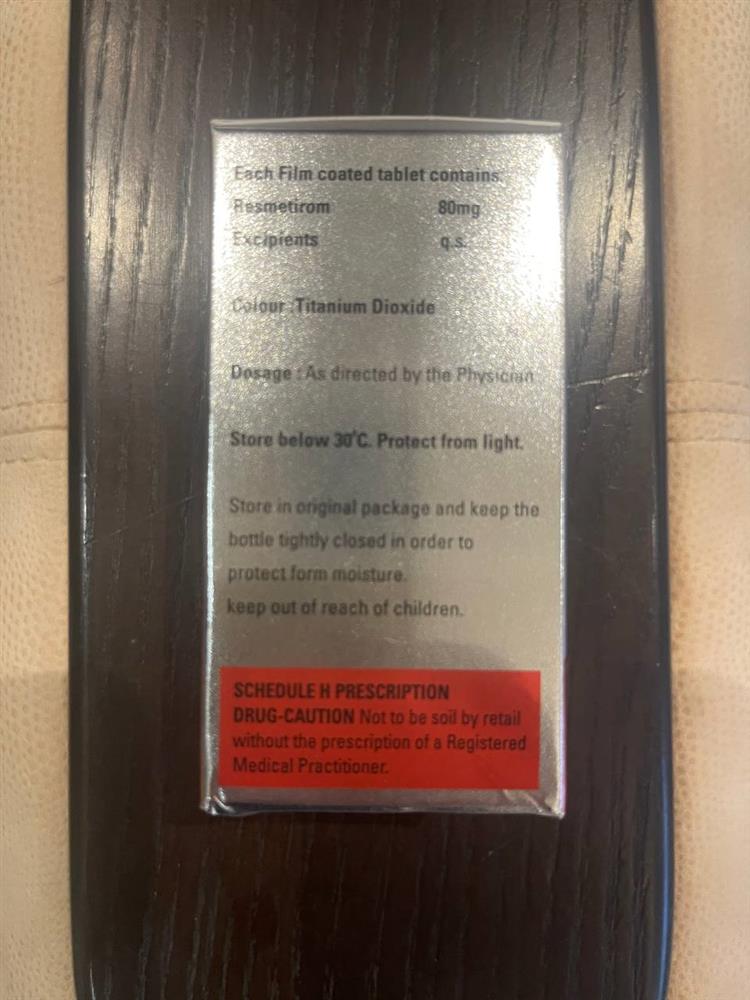 Each Film coated tablet contains:
Resmetirom 80mg
Excipients q.s.
Colour :Titanium Dioxide
Dosage : As directed by the Physician
Store below 30°C. Protect from light.
Store in original package and keep the
bottle tightly closed in order to
protect form moisture.
keep out of reach of children.
SCHEDULE H PRESCRIPTION
DRUG-CAUTION Not to be soil by retail
without the prescription of a Registered
Medical Practitioner.